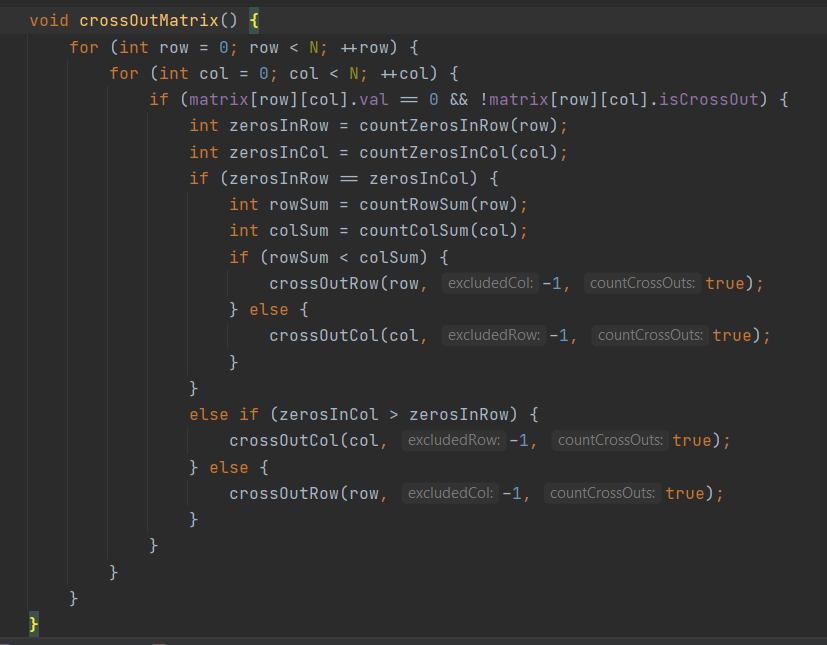 void crossOutMatrix() {
    for (int row = 0; row < N; ++row) {
        for (int col = 0; col < N; ++col) {
            if (matrix[row][col].val == 0 && !matrix[row][col].isCrossOut) {
                int zerosInRow = countZerosInRow(row);
                int zerosInCol = countZerosInCol(col);
                if (zerosInRow == zerosInCol) {
                    int rowSum = countRowSum(row);
                    int colSum = countColSum(col);
                    if (rowSum < colSum) {
                        crossOutRow(row, excludedCol: -1, countCrossOuts: true);
                    } else {
                        crossOutCol(col, excludedRow: -1, countCrossOuts: true);
                    }
                }
                else if (zerosInCol > zerosInRow) {
                    crossOutCol(col, excludedRow: -1, countCrossOuts: true);
                } else {
                    crossOutRow(row, excludedCol: -1, countCrossOuts: true);
                }
            }
        }
    }
}